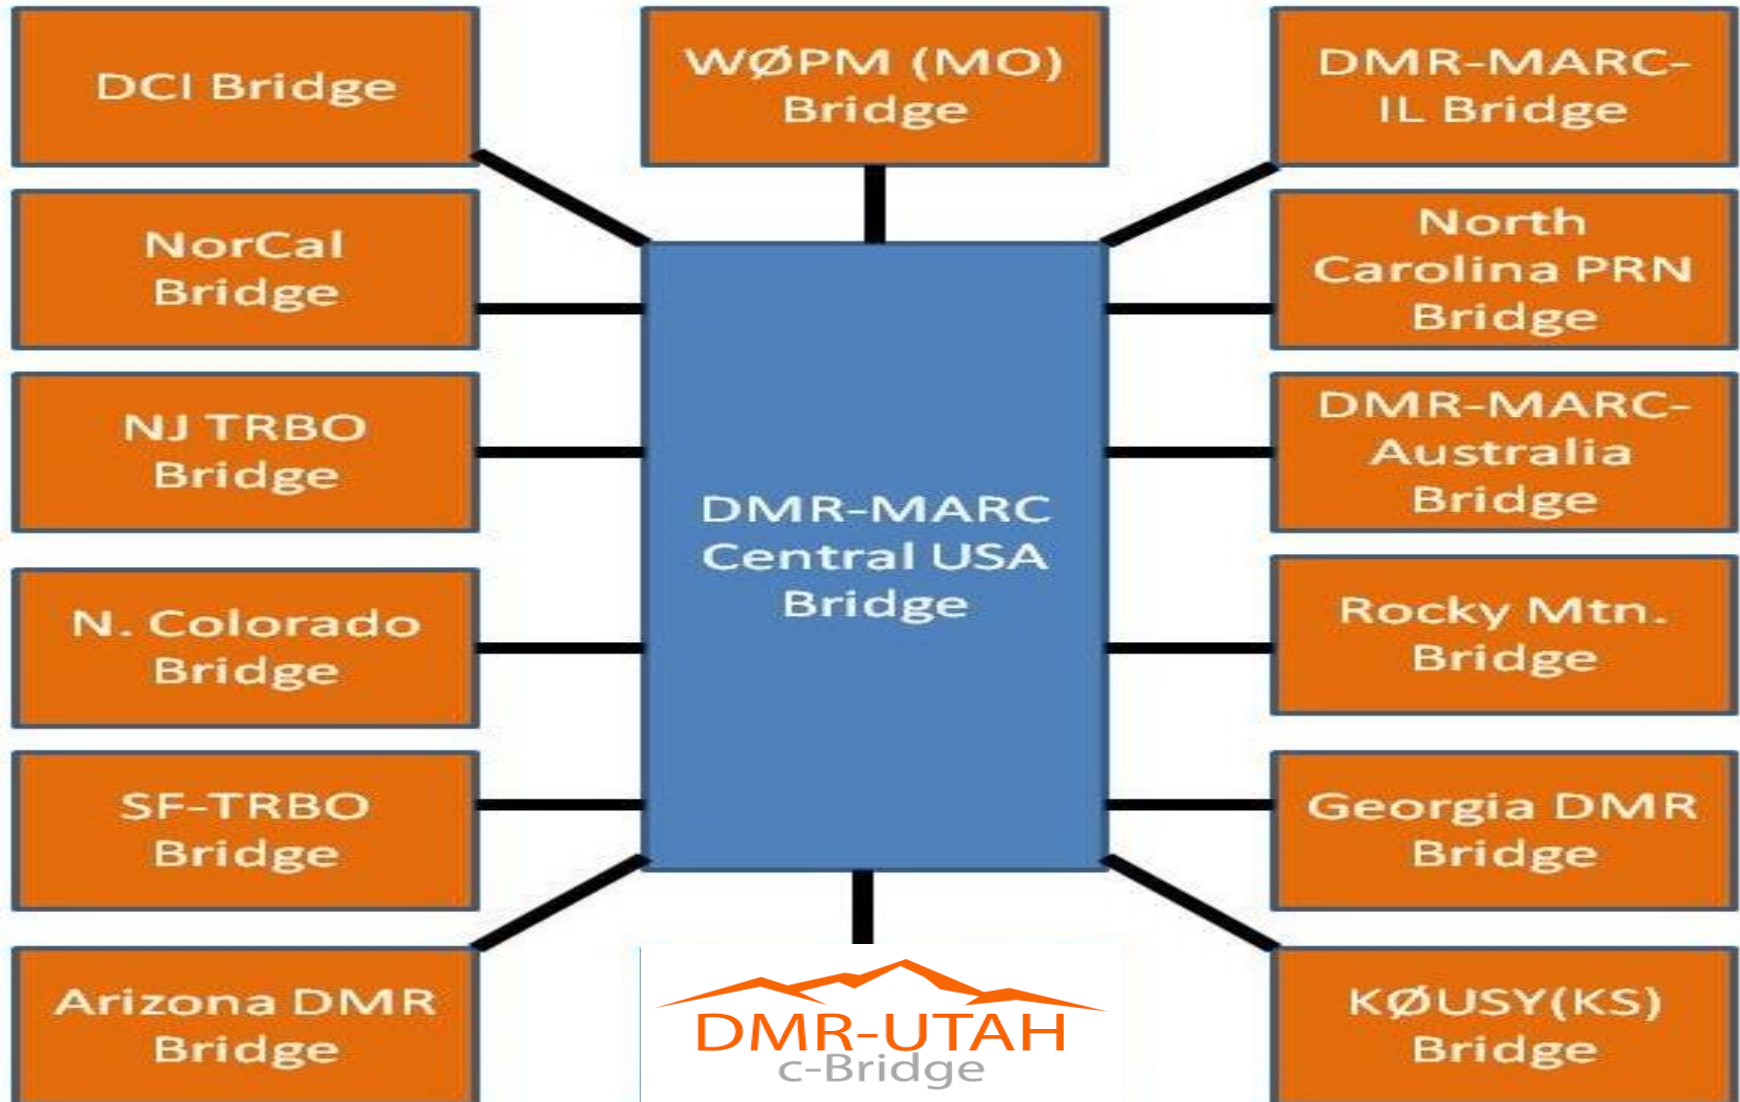 DCI Bridge
WØPM (MO)
Bridge
DMR-MARC-
IL Bridge
NorCal
Bridge
North
Carolina PRN
Bridge
NJ TRBO
Bridge
DMR-MARC-
Australia
Bridge
DMR-MARC
Central USA
Bridge
N. Colorado
Bridge
Rocky Mtn.
Bridge
SF-TRBO
Bridge
Georgia DMR
Bridge
Arizona DMR
Bridge
DMR-UTAH
c-Bridge
KØUSY(KS)
Bridge